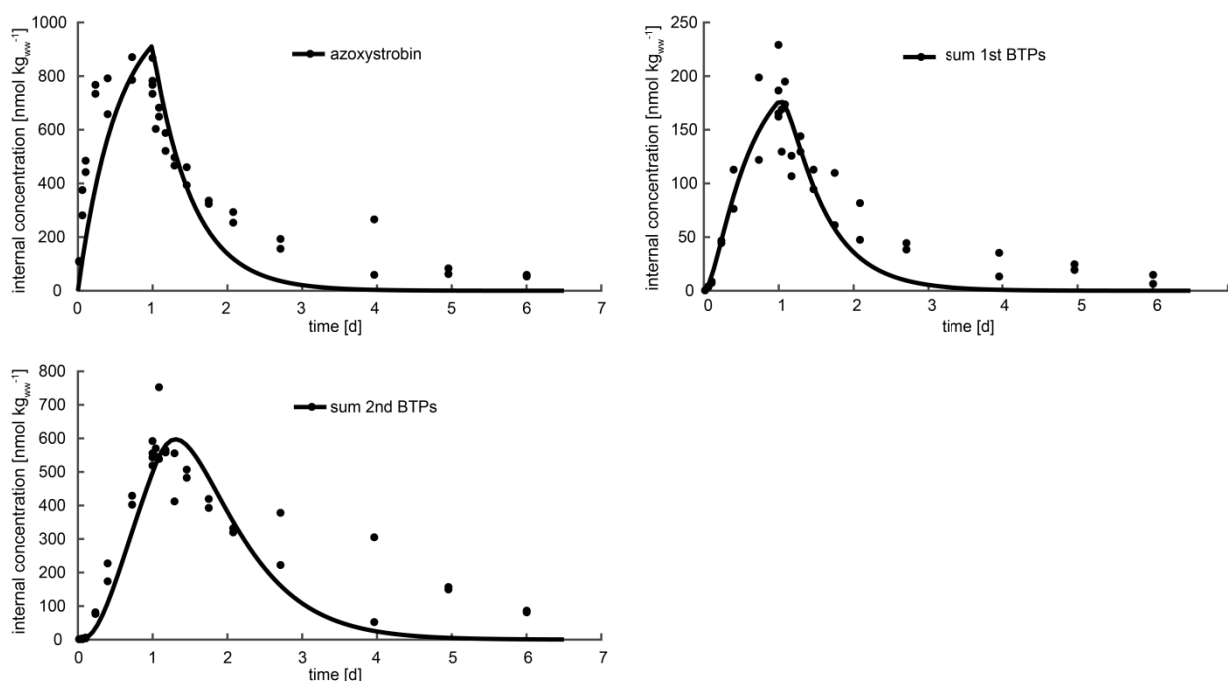 internal concentration [nmol kgww-1]
1000
800
600
400
200
0
azoxystrobin
0 1 2 3 4 5 6 7
time [d]
internal concentration [nmol kgww-1]
250
200
150
100
50
0
sum 1st BTPs
0 1 2 3 4 5 6
time [d]
internal concentration [nmol kgww-1]
800
700
600
500
400
300
200
100
0
sum 2nd BTPs
0 1 2 3 4 5 6 7
time [d]